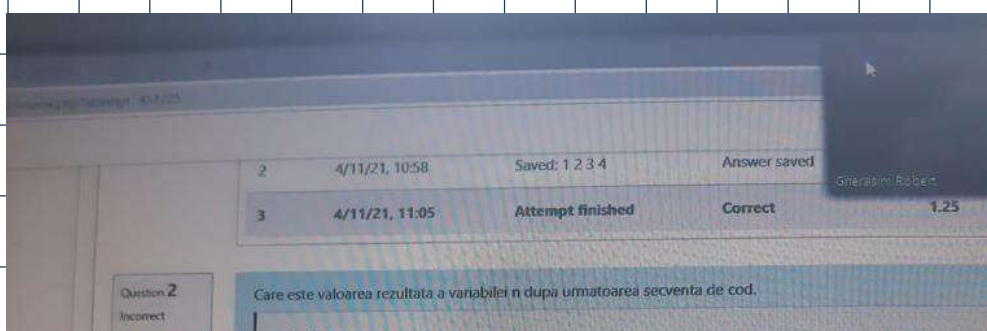 2 4/11/21, 10:58 Saved: 1 2 3 4 Answer saved
Gherasim Robert
3 4/11/21, 11:05 Attempt finished Correct 1.25
Question 2
Incorrect
Care este valoarea rezultata a variabilei n dupa urmatoarea secventa de cod.